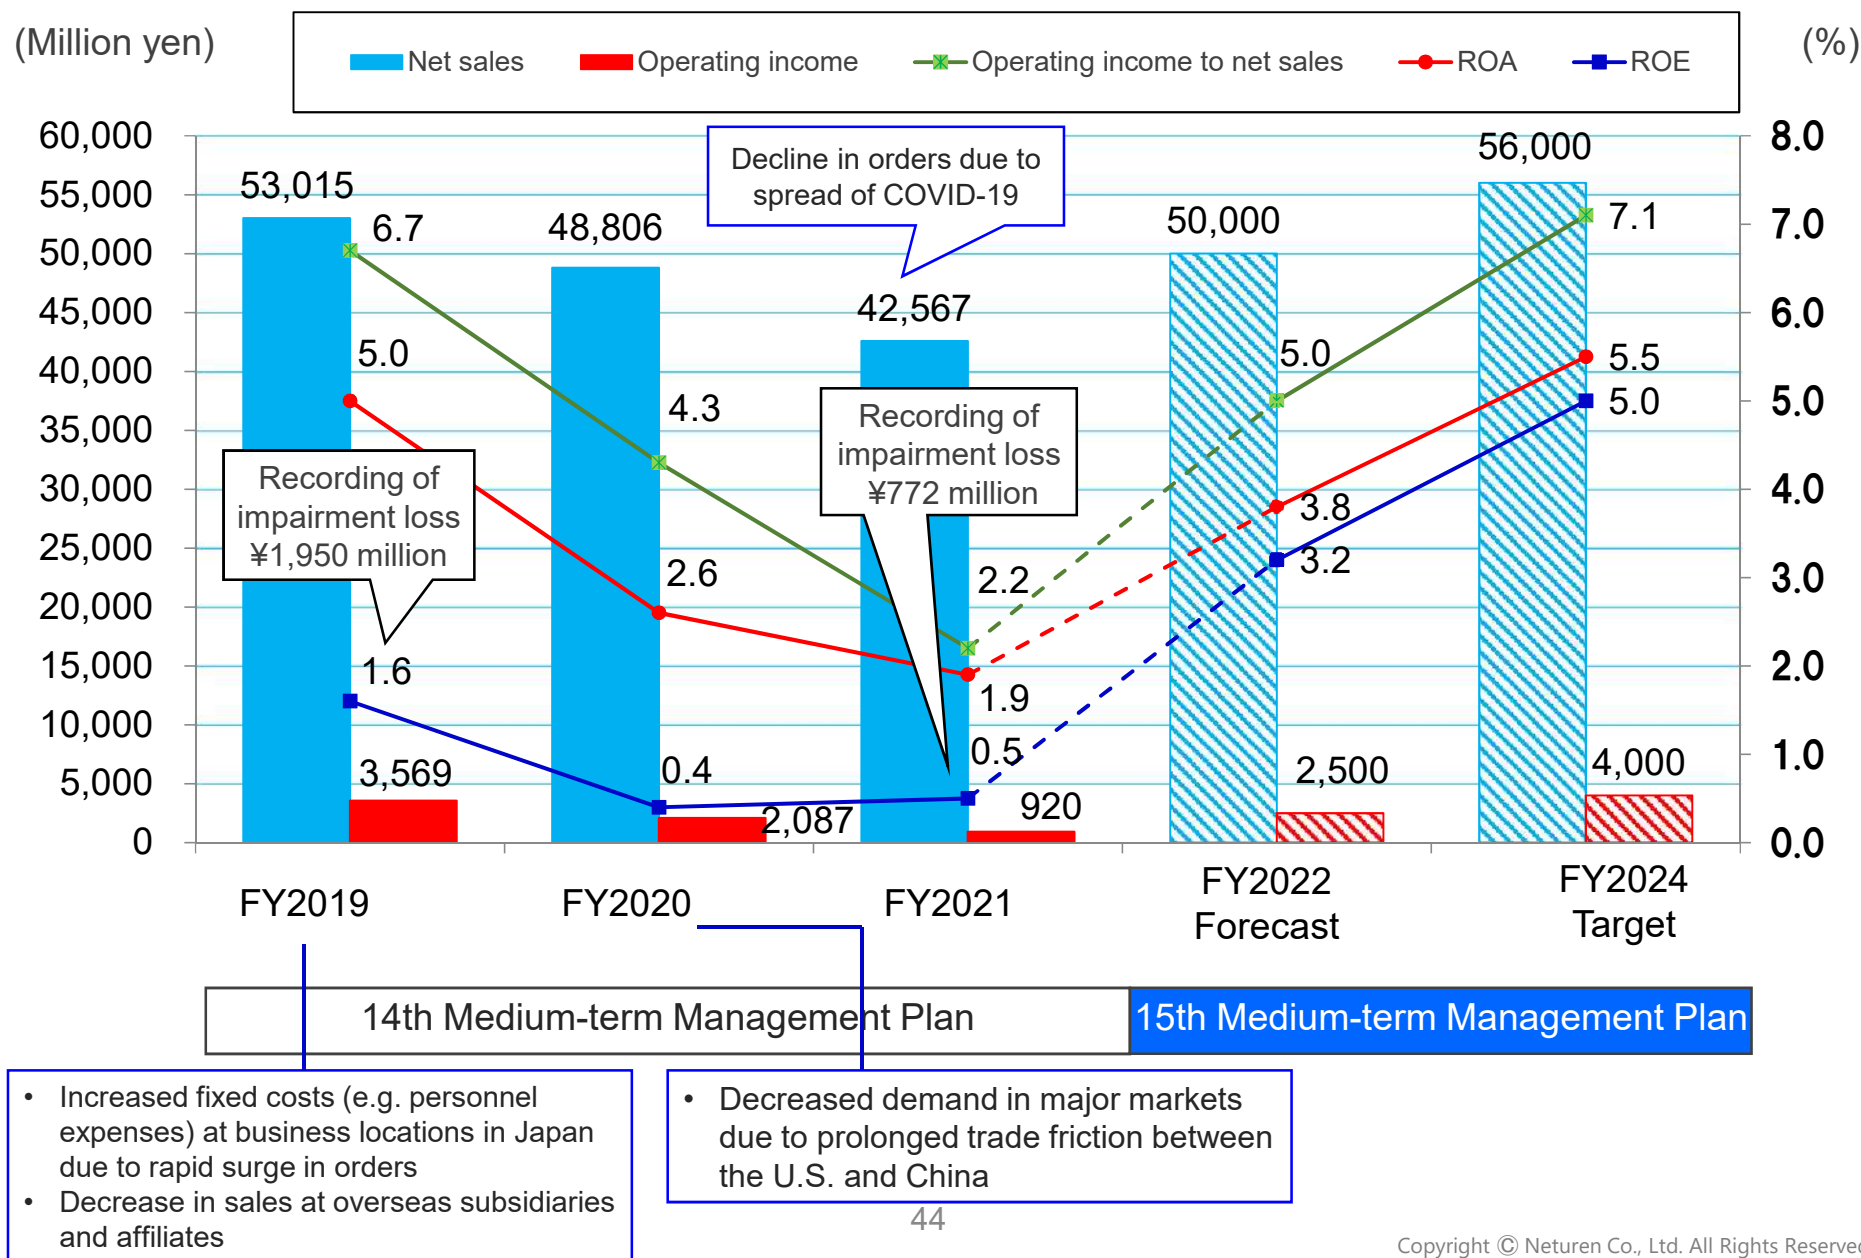 (Million yen)
(%)
Net sales
Operating income
Operating income to net sales
ROA
ROE
60,000
55,000
50,000
45,000
40,000
35,000
30,000
25,000
20,000
15,000
10,000
5,000
0
8.0
7.0
6.0
5.0
4.0
3.0
2.0
1.0
0.0
53,015
6.7
5.0
Recording of
impairment loss
¥1,950 million
1.6
3,569
48,806
4.3
2.6
0.4
2,087
Decline in orders due to
spread of COVID-19
42,567
Recording of
impairment loss
¥772 million
2.2
1.9
0.5
920
50,000
5.0
3.8
3.2
2,500
56,000
7.1
5.5
5.0
4,000
FY2019
FY2020
FY2021
FY2022
Forecast
FY2024
Target
14th Medium-term Management Plan
15th Medium-term Management Plan
• Increased fixed costs (e.g. personnel
expenses) at business locations in Japan
due to rapid surge in orders
• Decrease in sales at overseas subsidiaries
and affiliates
• Decreased demand in major markets
due to prolonged trade friction between
the U.S. and China
44
Copyright Ⓒ Neturen Co., Ltd. All Rights Reserved